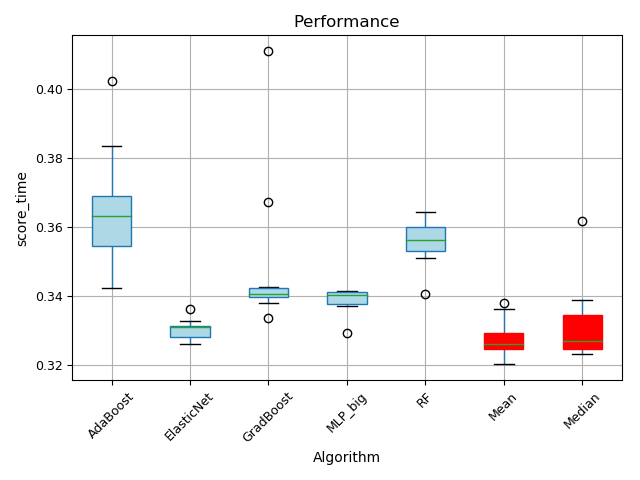 Performance
score_time
0.40
0.38
0.36
0.34
0.32
AdaBoost
ElasticNet
GradBoost
MLP_big
RF
Mean
Median
Algorithm